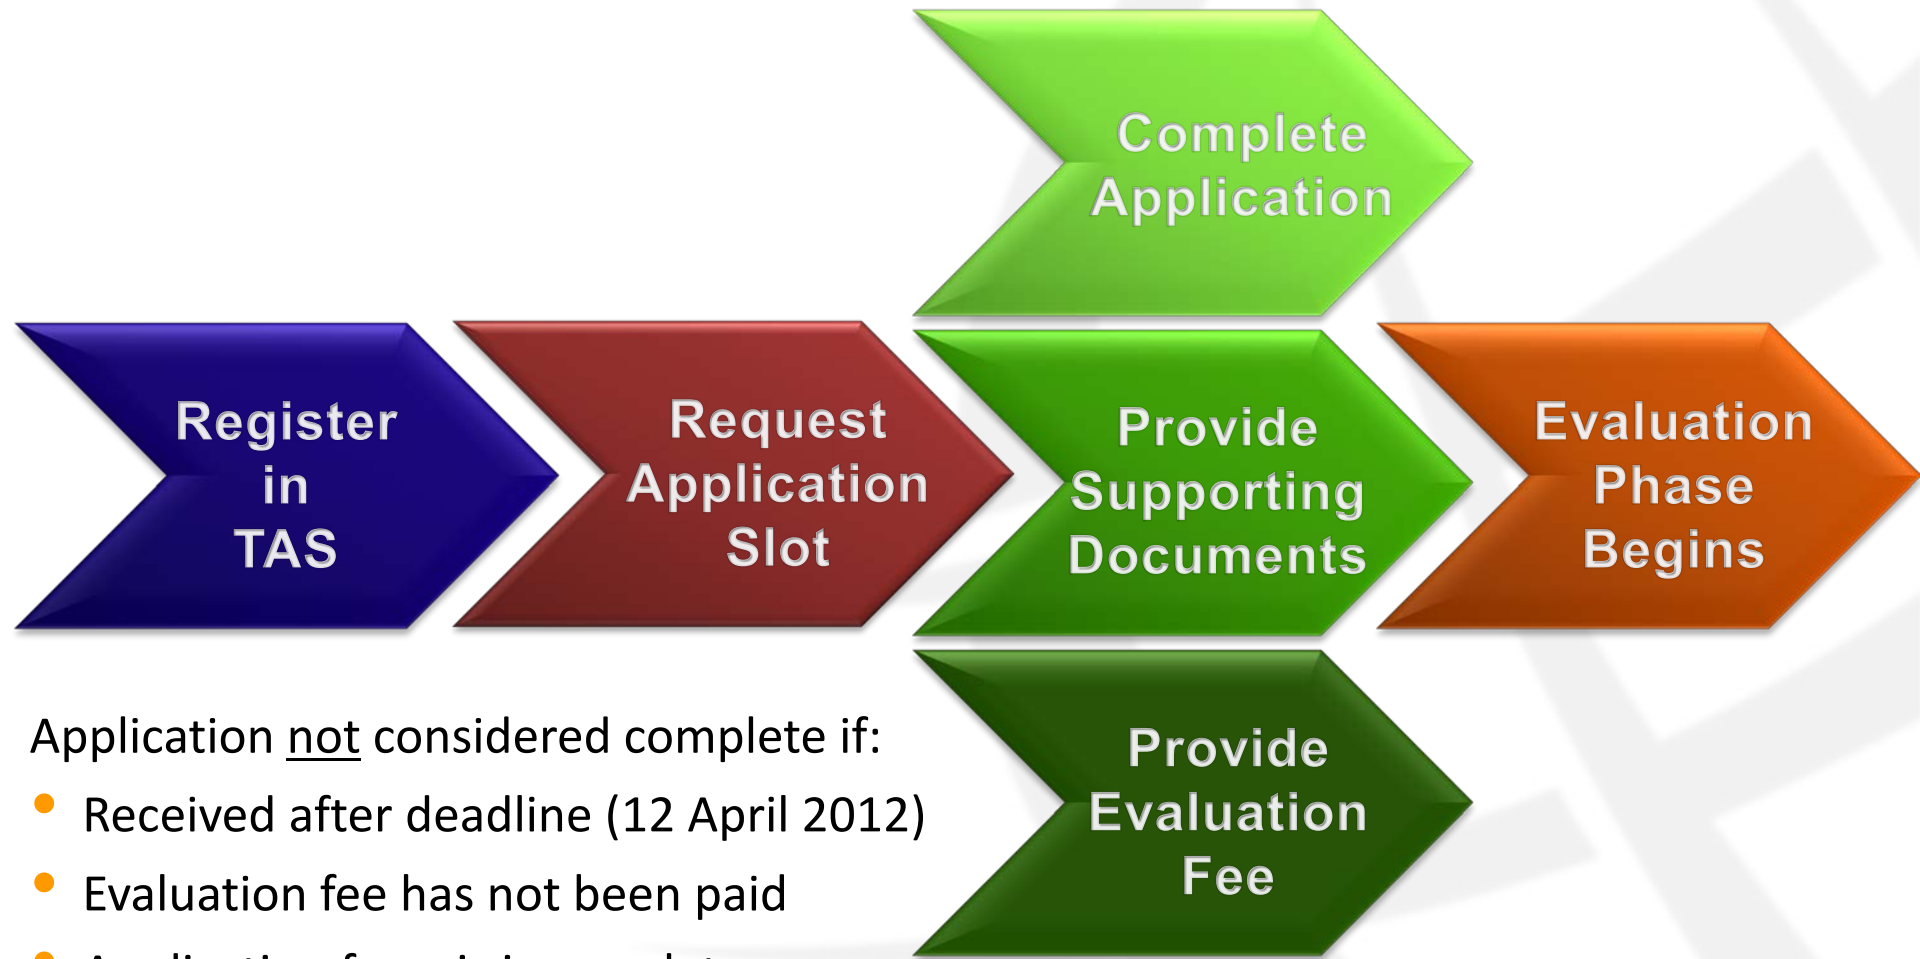 Complete
Application
Register
in
TAS
Request
Application
Slot
Provide
Supporting
Documents
Evaluation
Phase
Begins
Provide
Evaluation
Fee
Application not considered complete if:
• Received after deadline (12 April 2012)
• Evaluation fee has not been paid